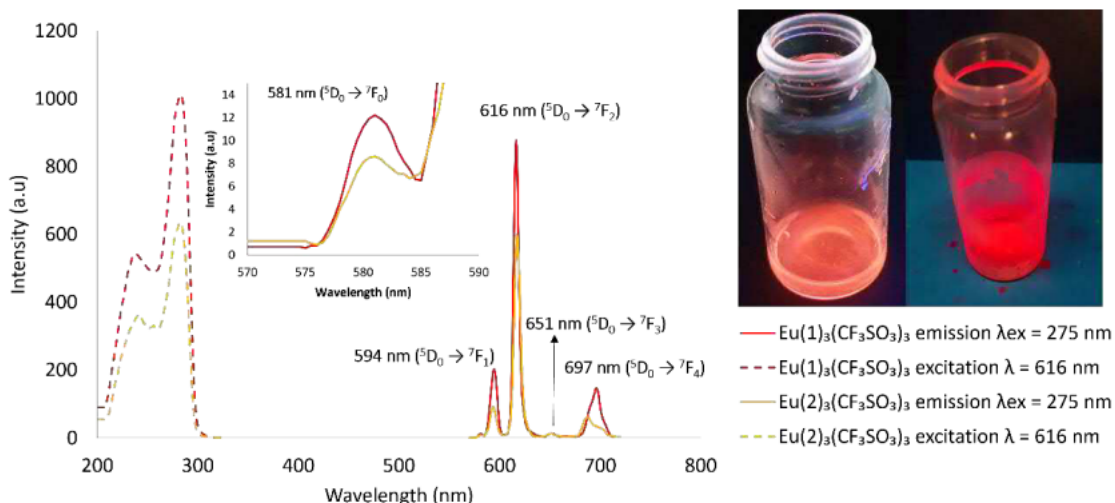 1200
1000
800
600
400
200
0
Intensity (a.u)
200
300
400
500
600
700
800
Wavelength (nm)
581 nm (⁵D₀ → ⁷F₀)
14
12
10
8
6
4
2
0
Intensity (a.u)
570
575
580
585
590
Wavelength (nm)
616 nm (⁵D₀ → ⁷F₂)
594 nm (⁵D₀ → ⁷F₁)
651 nm (⁵D₀ → ⁷F₃)
697 nm (⁵D₀ → ⁷F₄)
Eu(1)₃(CF₃SO₃)₃ emission λex = 275 nm
Eu(1)₃(CF₃SO₃)₃ excitation λ = 616 nm
Eu(2)₃(CF₃SO₃)₃ emission λex = 275 nm
Eu(2)₃(CF₃SO₃)₃ excitation λ = 616 nm